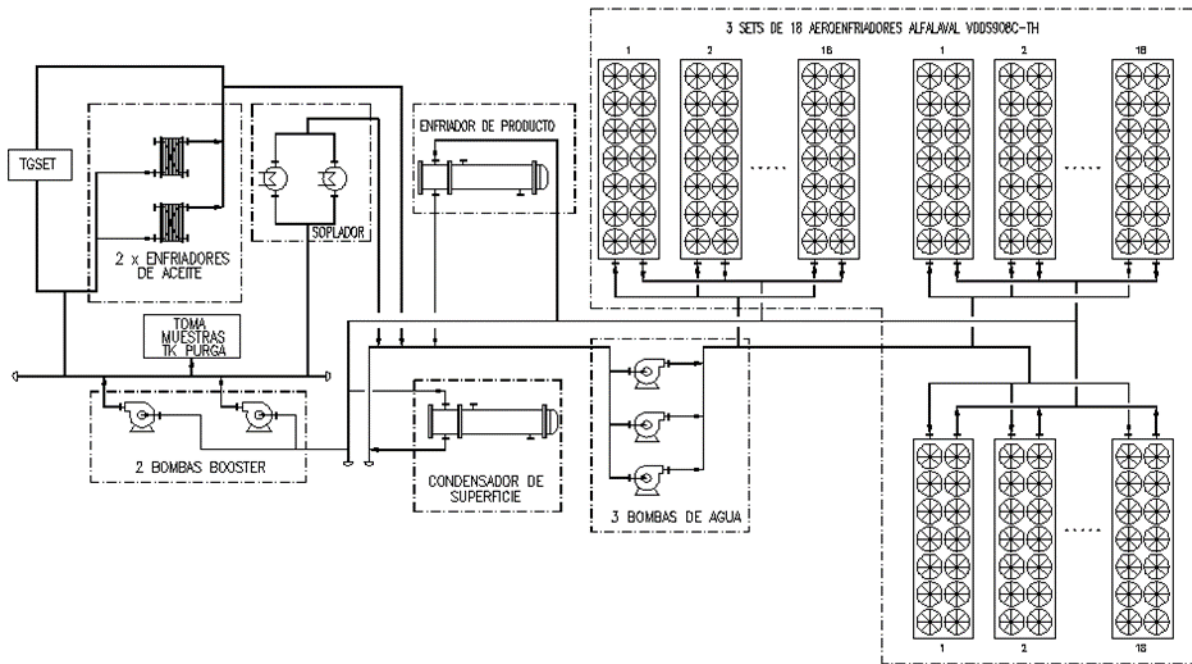 3 SETS DE 18 AEROENFRIADORES ALFALAVAL VDDS908C-TH
1
2
18
1
2
18
TGSET
2 x ENFRIADORES
DE ACEITE
SOPLADOR
ENFRIADOR DE PRODUCTO
TOMA
MUESTRAS
TK PURGA
2 BOMBAS BOOSTER
CONDENSADOR DE
SUPERFICIE
3 BOMBAS DE AGUA
1
2
18